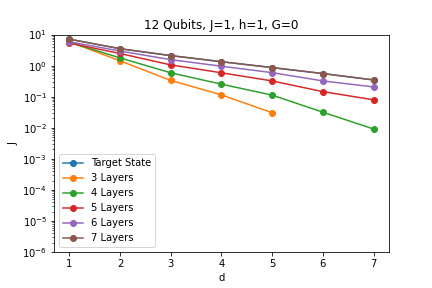 12 Qubits, J=1, h=1, G=0
10^1
10^0
10^-1
10^-2
10^-3
10^-4
10^-5
10^-6
J
Target State
3 Layers
4 Layers
5 Layers
6 Layers
7 Layers
1 2 3 4 5 6 7
d